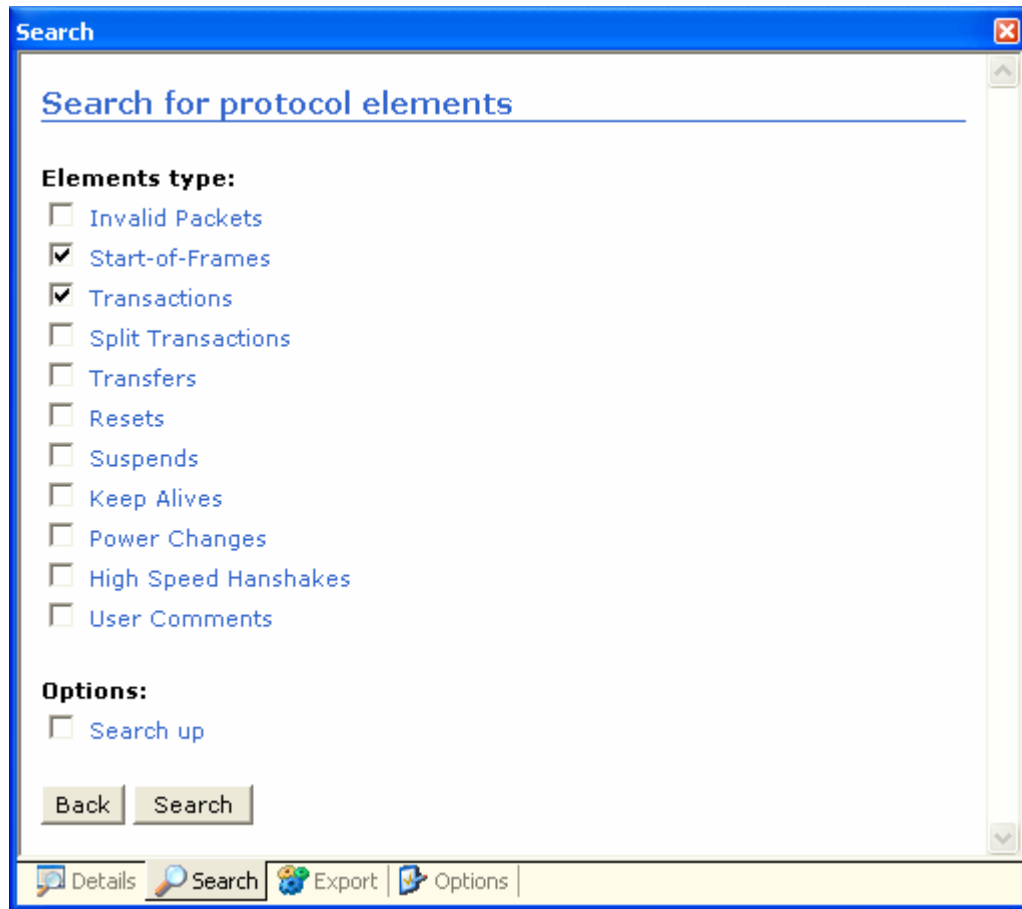 Search
Search for protocol elements
Elements type:
Invalid Packets
Start-of-Frames
Transactions
Split Transactions
Transfers
Resets
Suspends
Keep Alives
Power Changes
High Speed Hanshakes
User Comments
Options:
Search up
Back Search
Details Search Export Options